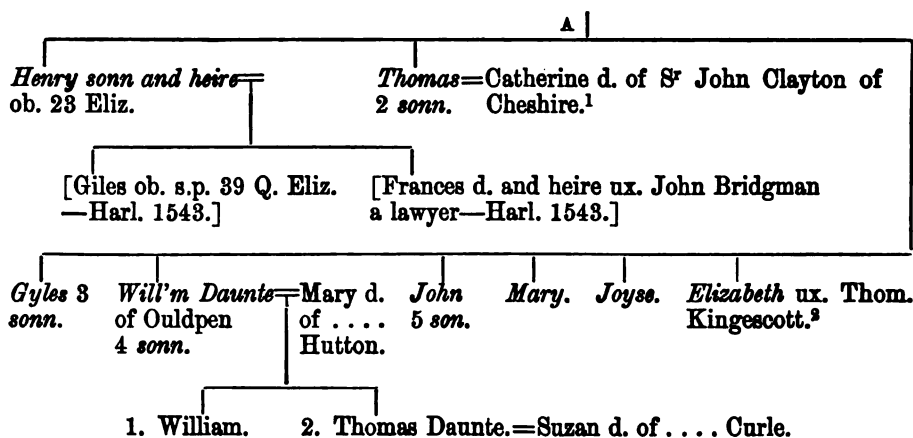 A
Henry sonn and heire= Thomas=Catherine d. of Sʳ John Clayton of
ob. 23 Eliz. 2 sonn. Cheshire.¹
[Giles ob. s.p. 39 Q. Eliz. [Frances d. and heire ux. John Bridgman
—Harl. 1543.] a lawyer—Harl. 1543.]
Gyles 3 Will'm Daunte=Mary d. John Mary. Joyse. Elizabeth ux. Thom.
sonn. of Ouldpen of .... 5 son. Kingescott.²
4 sonn. Hutton.
1. William. 2. Thomas Daunte.=Suzan d. of .... Curle.